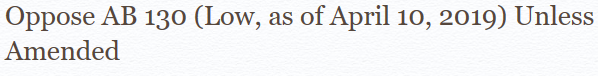 Oppose AB 130 (Low, as of April 10, 2019) Unless
Amended